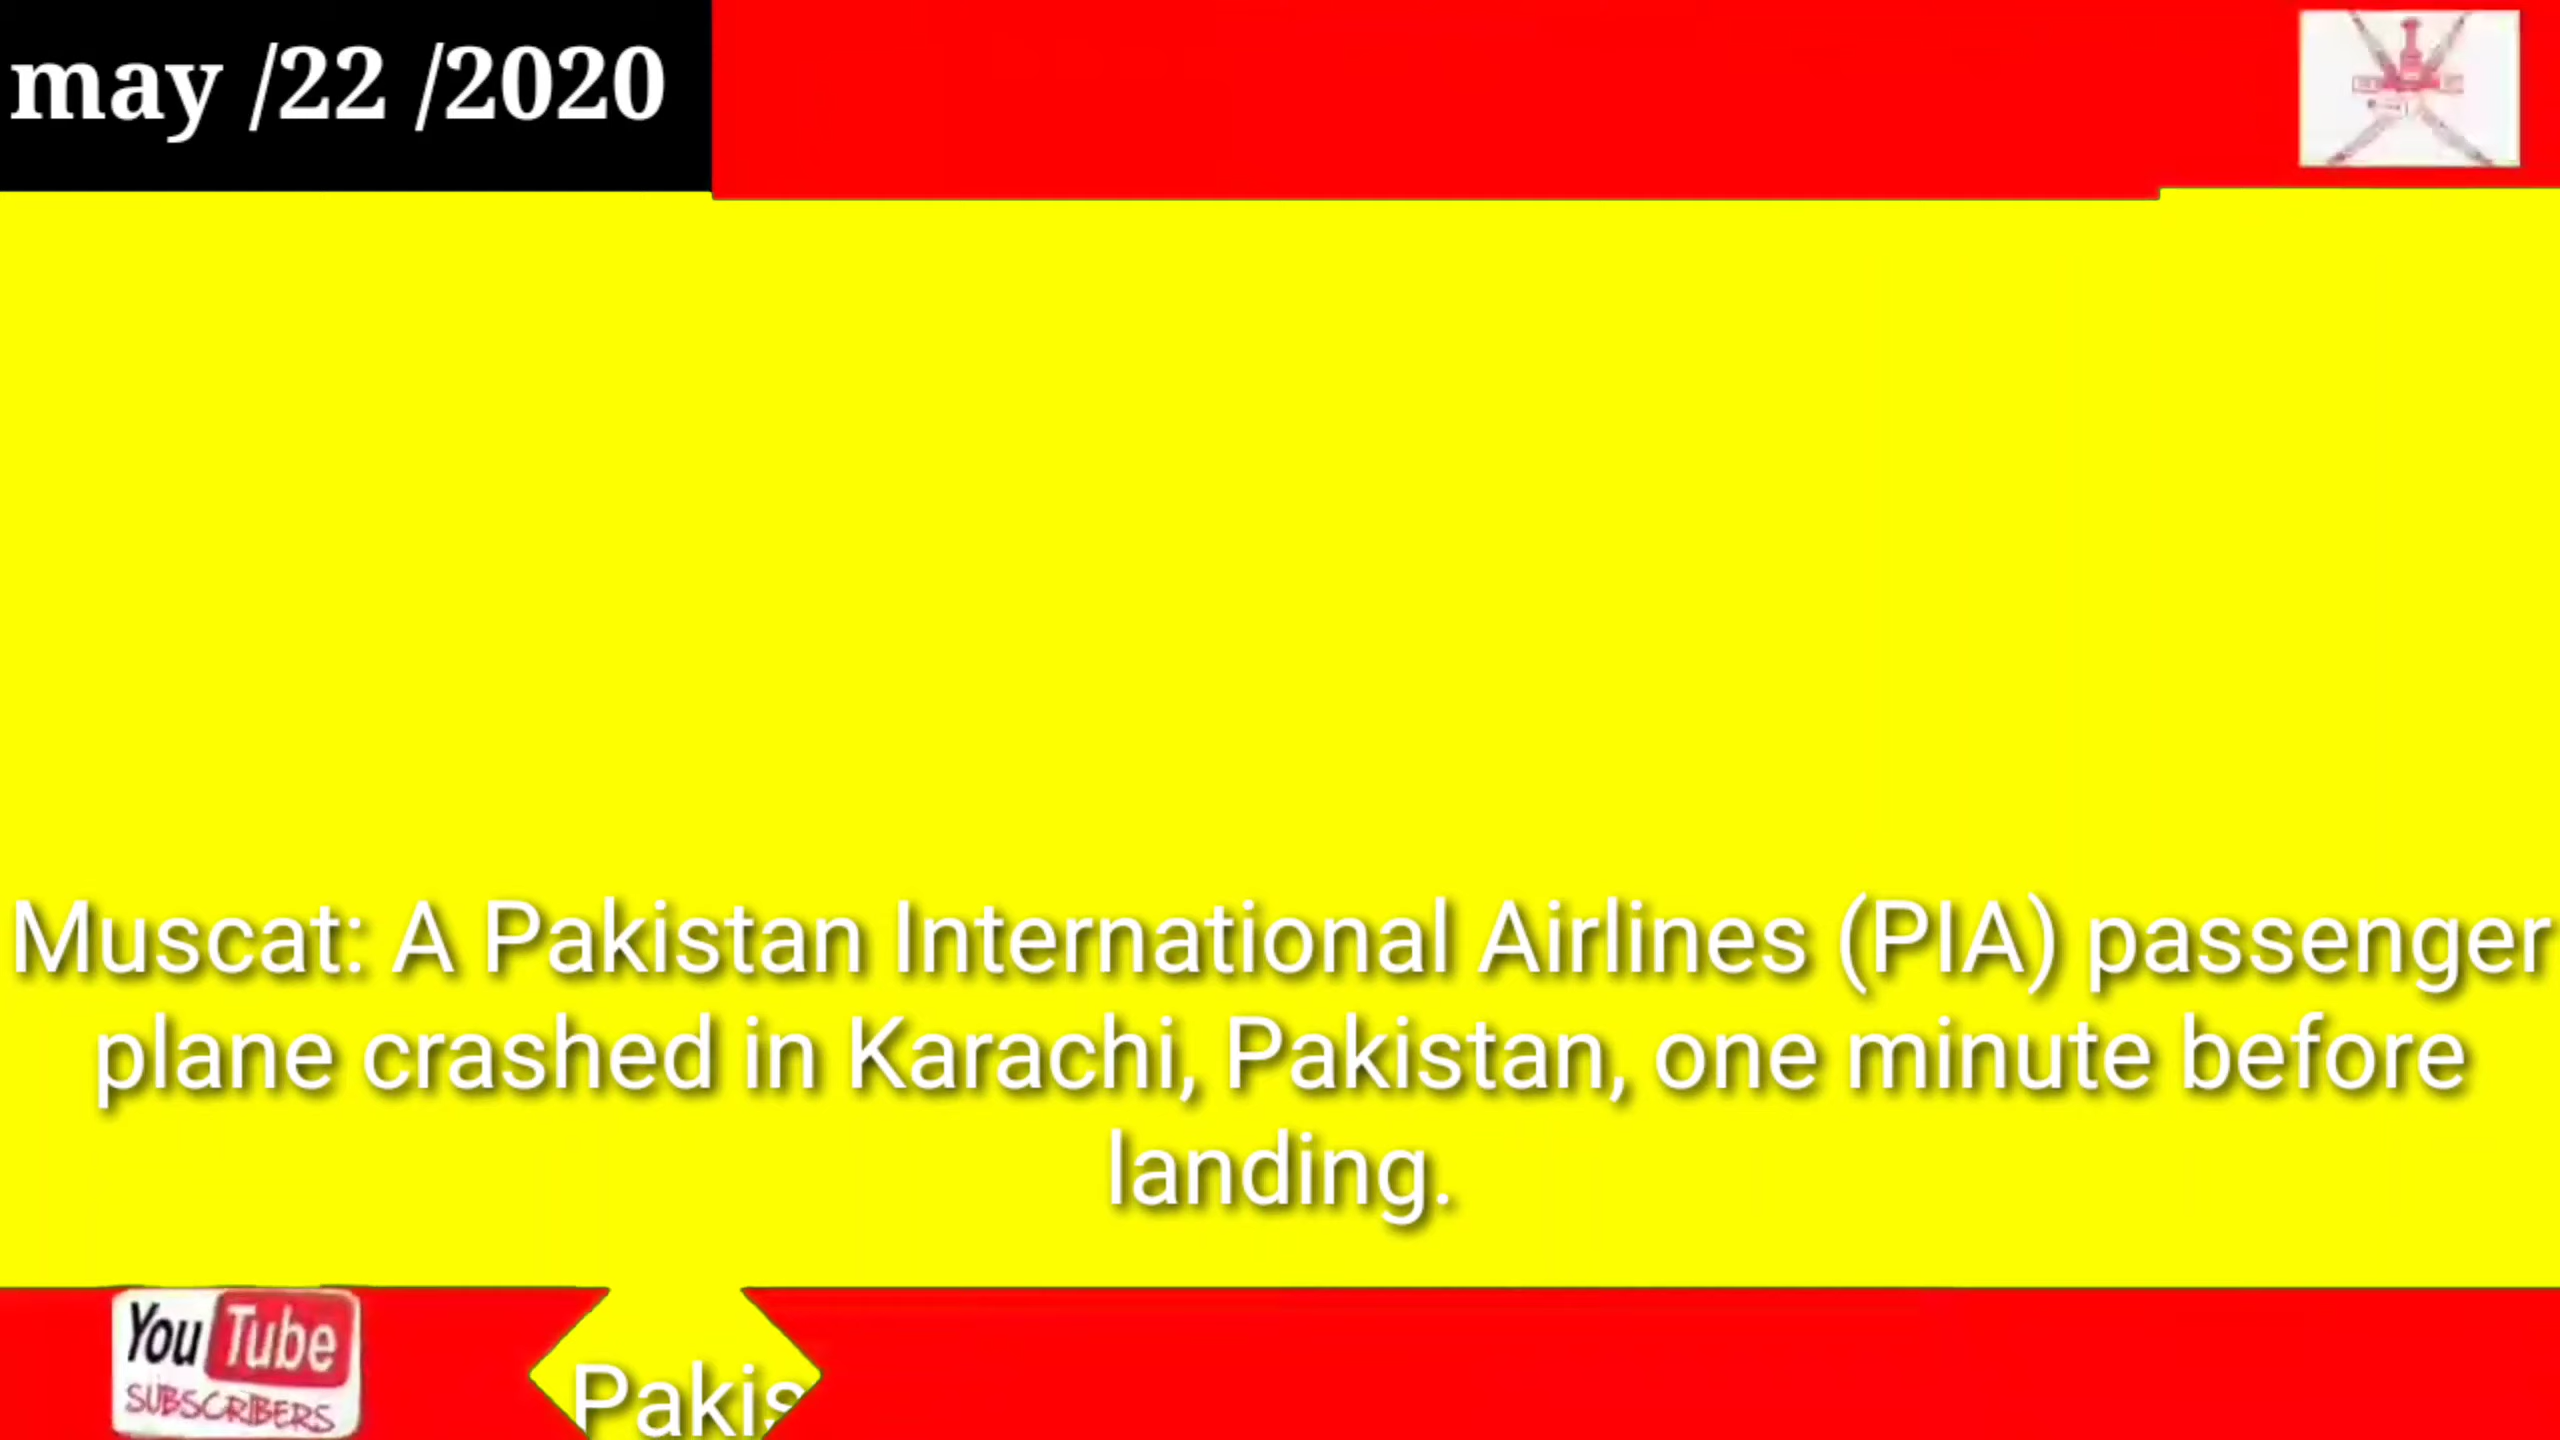 may /22 /2020
Muscat: A Pakistan International Airlines (PIA) passenger
plane crashed in Karachi, Pakistan, one minute before
landing.
You Tube
SUBSCRIBERS
Pakis